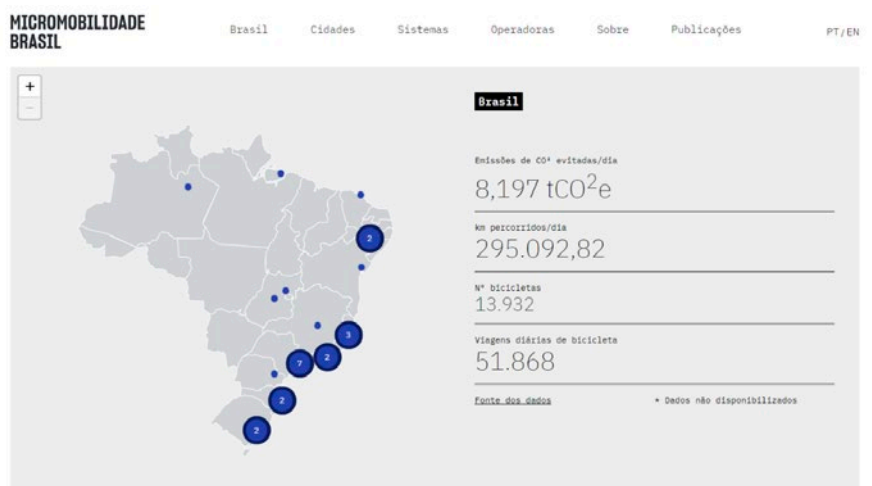 MICROMOBILIDADE
BRASIL
Brasil Cidades Sistemas Operadoras Sobre Publicações PT/EN
+
−
Brasil
Emissões de CO² evitadas/dia
8,197 tCO²e
km percorridos/dia
295.092,82
N° bicicletas
13.932
Viagens diárias de bicicleta
51.868
Fonte dos dados * Dados não disponibilizados
2
3
2
7
2
2